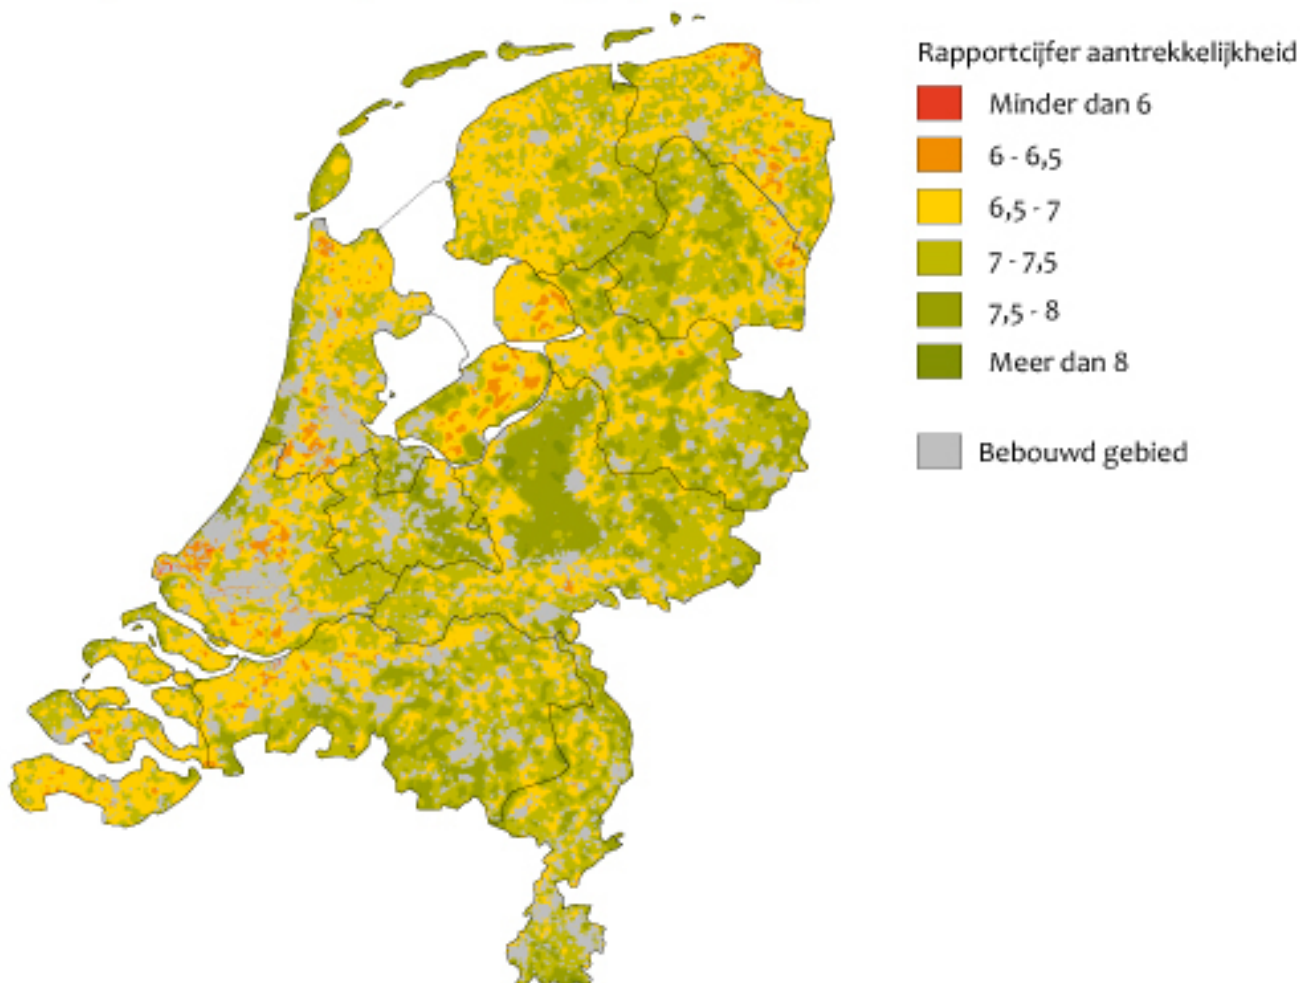 Rapportcijfer aantrekkelijkheid
Minder dan 6
6 - 6,5
6,5 - 7
7 - 7,5
7,5 - 8
Meer dan 8
Bebouwd gebied